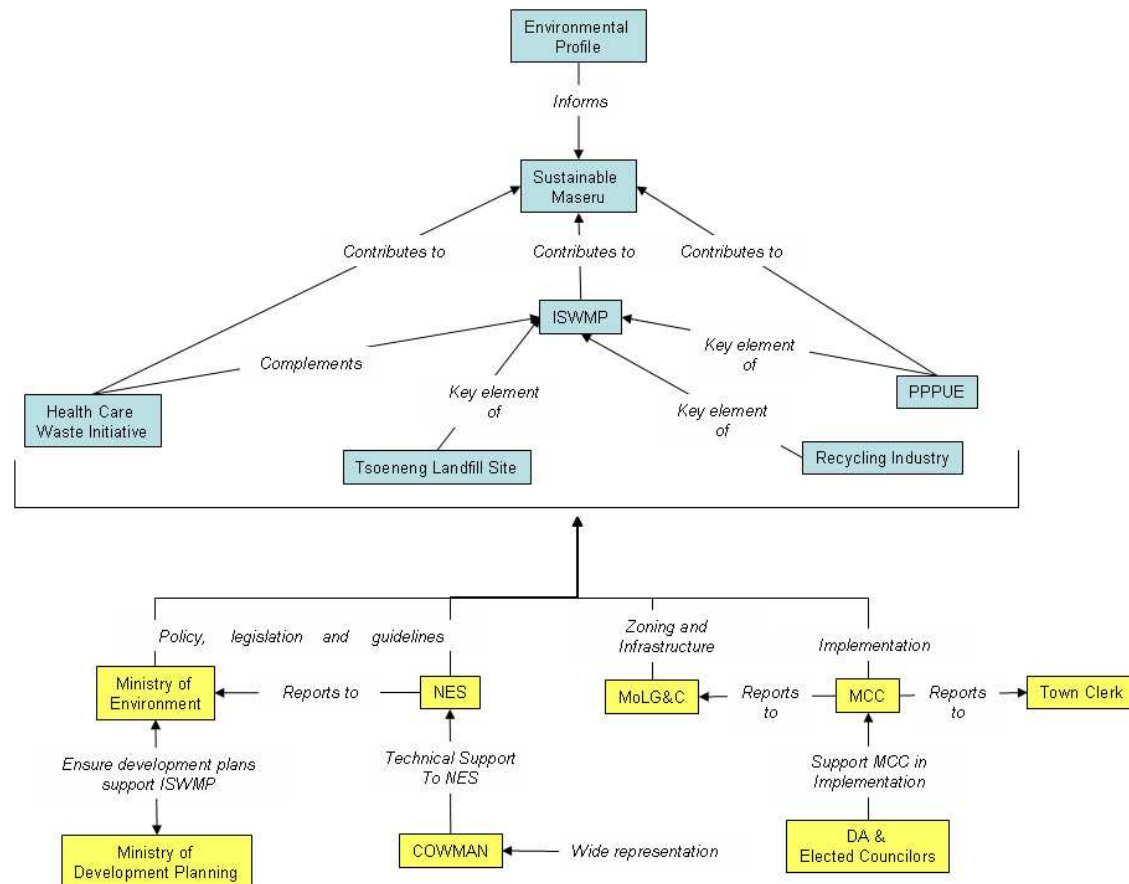 Environmental
Profile
Informs
Sustainable
Maseru
Contributes to
Contributes to
Contributes to
ISWMP
Complements
Key element
of
Key element
of
Key element
of
Health Care
Waste Initiative
PPPUE
Tsoeneng Landfill Site
Recycling Industry
Policy, legislation and guidelines
Zoning and
Infrastructure
Implementation
Ministry of
Environment
Reports to
NES
MoLG&C
Reports
to
MCC
Reports
to
Town Clerk
Ensure development plans
support ISWMP
Technical Support
To NES
Support MCC in
Implementation
Ministry of
Development Planning
COWMAN
Wide representation
DA &
Elected Councilors